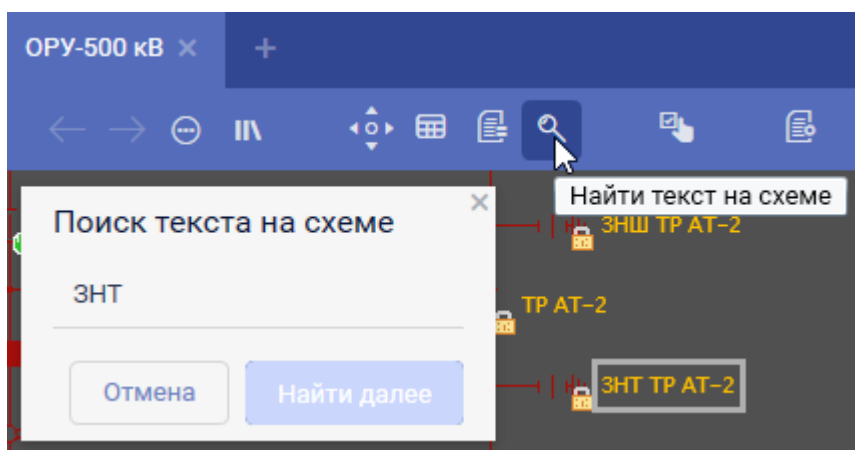 ОРУ-500 кВ
Найти текст на схеме
Поиск текста на схеме
ЗНТ
Отмена
Найти далее
ЗНШ ТР АТ-2
ТР АТ-2
ЗНТ ТР АТ-2